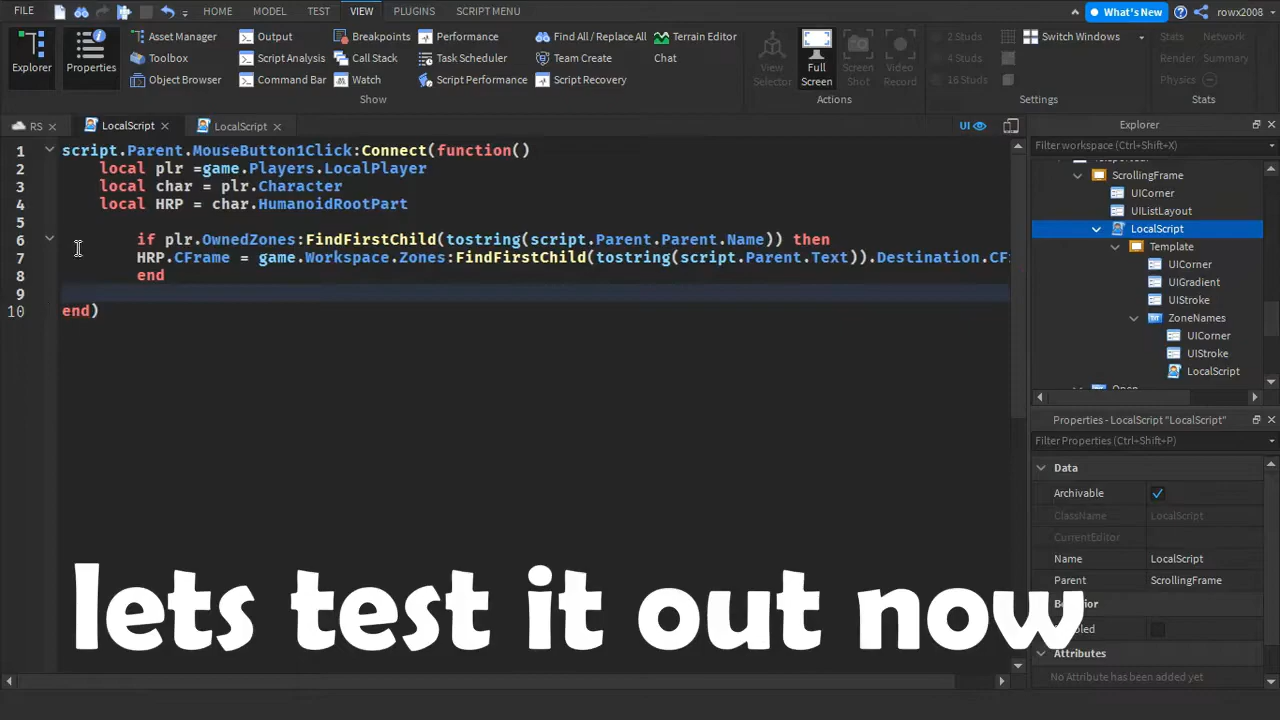 FILE HOME MODEL TEST VIEW PLUGINS SCRIPT MENU What's New rowx2008
Explorer Properties
Asset Manager Output Breakpoints Performance Find All / Replace All Terrain Editor
Toolbox Script Analysis Call Stack Task Scheduler Team Create Chat
Object Browser Command Bar Watch Script Performance Script Recovery
View Selector Full Screen Screen Shot Video Record
2 Studs Switch Windows Stats Network
4 Studs Render Summary
16 Studs Physics
Show Actions Settings Stats
RS LocalScript LocalScript UI
1 script.Parent.MouseButton1Click:Connect(function()
2 local plr =game.Players.LocalPlayer
3 local char = plr.Character
4 local HRP = char.HumanoidRootPart
5
6 if plr.OwnedZones:FindFirstChild(tostring(script.Parent.Parent.Name)) then
7 HRP.CFrame = game.Workspace.Zones:FindFirstChild(tostring(script.Parent.Text)).Destination.CF
8 end
9
10 end)
Explorer
Filter workspace (Ctrl+Shift+X)
ScrollingFrame
UICorner
UIListLayout
LocalScript
Template
UICorner
UIGradient
UIStroke
ZoneNames
UICorner
UIStroke
LocalScript
Properties - LocalScript "LocalScript"
Filter Properties (Ctrl+Shift+P)
Data
Archivable
ClassName LocalScript
CurrentEditor
Name LocalScript
Parent ScrollingFrame
Behavior
Attributes
No Attribute has been added yet
lets test it out now